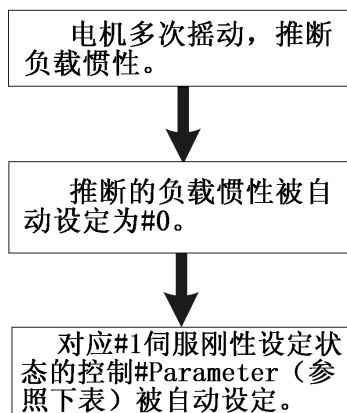 电机多次摇动，推断
负载惯性。
推断的负载惯性被自
动设定为#0。
对应#1伺服刚性设定状
态的控制#Parameter（参
照下表）被自动设定。